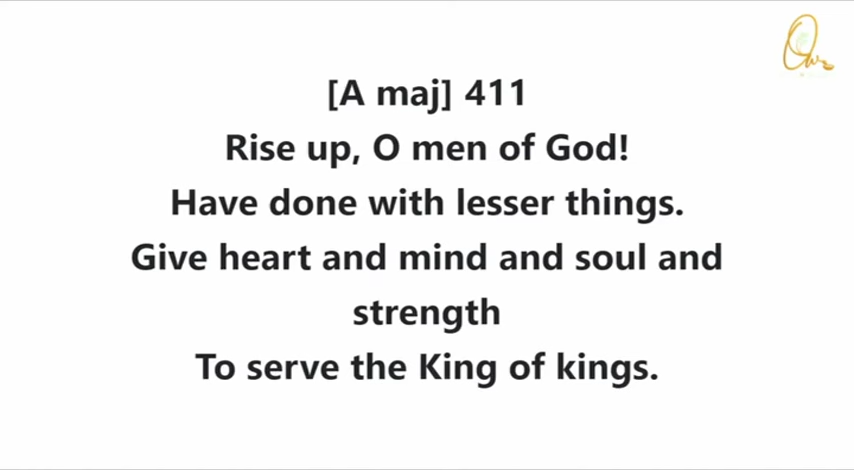 [A maj] 411
Rise up, O men of God!
Have done with lesser things.
Give heart and mind and soul and
strength
To serve the King of kings.